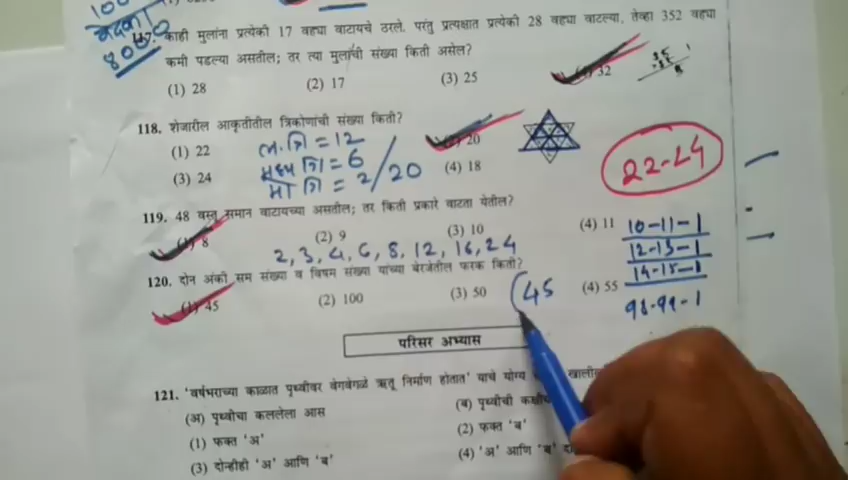 100
मेंढका
8000
117. काही मुलांना प्रत्येकी 17 वह्या वाटायचे ठरले. परंतु प्रत्यक्षात प्रत्येकी 28 वह्या वाटल्या, तेव्हा 352 वह्या
कमी पडल्या असतील; तर त्या मुलांची संख्या किती असेल?
(1) 28 (2) 17 (3) 25 32
118. शेजारील आकृतीतील त्रिकोणांची संख्या किती?
(1) 22 20
(3) 24 (4) 18
ल.त्रि = 12
मध्यम त्रि = 6
मो त्रि = 2 / 20
22-24
119. 48 वस्तू समान वाटायच्या असतील; तर किती प्रकारे वाटता येतील?
(1) 8 (2) 9 (3) 10 (4) 11
2, 3, 4, 6, 8, 12, 16, 24
10-11-1
12-13-1
14-15-1
98-99-1
120. दोन अंकी सम संख्या व विषम संख्या यांच्या बेरजेतील फरक किती?
(1) 45 (2) 100 (3) 50 (4) 55
45
परिसर अभ्यास
121. 'वर्षभराच्या काळात पृथ्वीवर वेगवेगळे ऋतू निर्माण होतात' याचे योग्य
(अ) पृथ्वीचा कललेला आस (ब) पृथ्वीची
(1) फक्त 'अ' (2) फक्त 'ब'
(3) दोन्हीही 'अ' आणि 'ब' (4) 'अ' आणि 'ब'